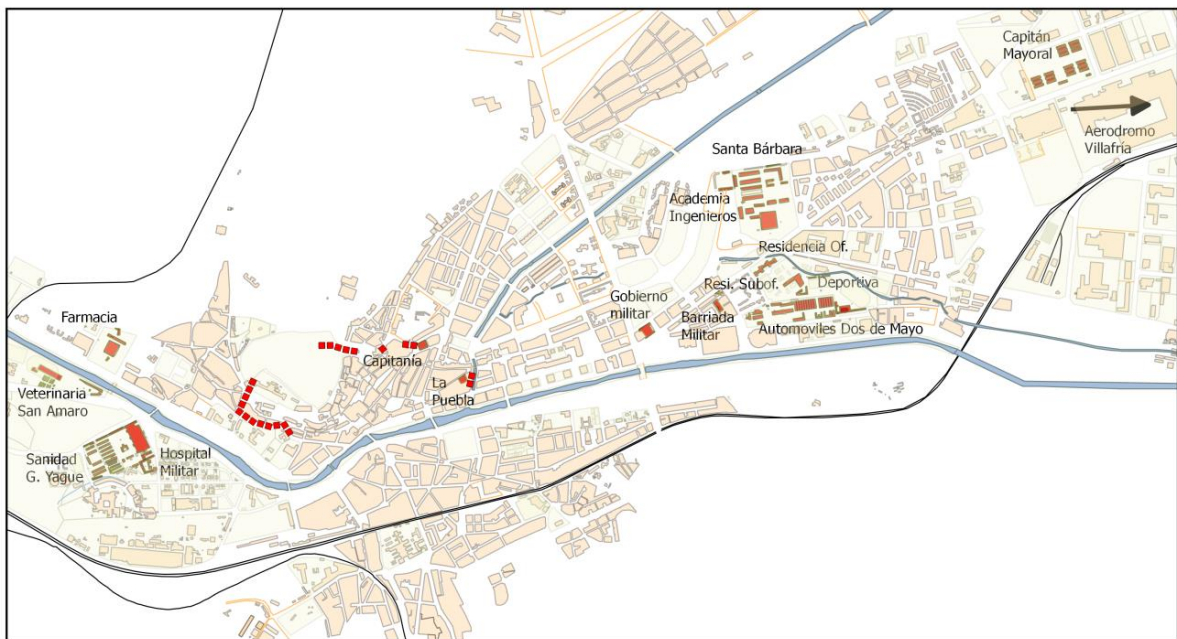 Capitán
Mayoral
Aerodromo
Villafría
Santa Bárbara
Academia
Ingenieros
Residencia Of.
Resi. Subof.
Deportiva
Gobierno
militar
Barriada
Militar
Automoviles Dos de Mayo
Farmacia
Capitanía
La
Puebla
Veterinaria
San Amaro
Sanidad
G. Yague
Hospital
Militar